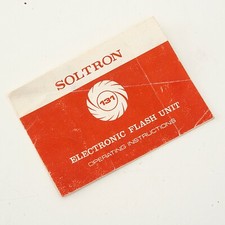 SOLTRON
131
ELECTRONIC FLASH UNIT
OPERATING INSTRUCTIONS